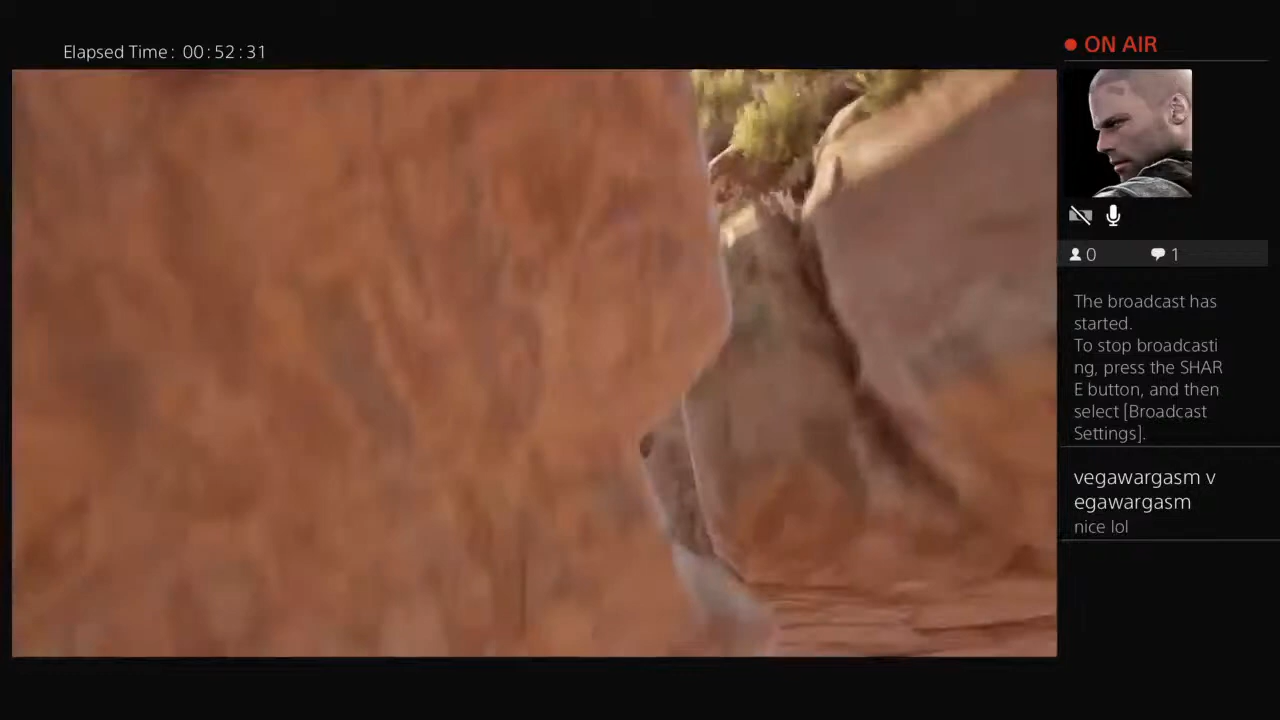 Elapsed Time: 00:52:31
ON AIR
0 1
The broadcast has
started.
To stop broadcasti
ng, press the SHAR
E button, and then
select [Broadcast
Settings].
vegawargasm v
egawargasm
nice lol